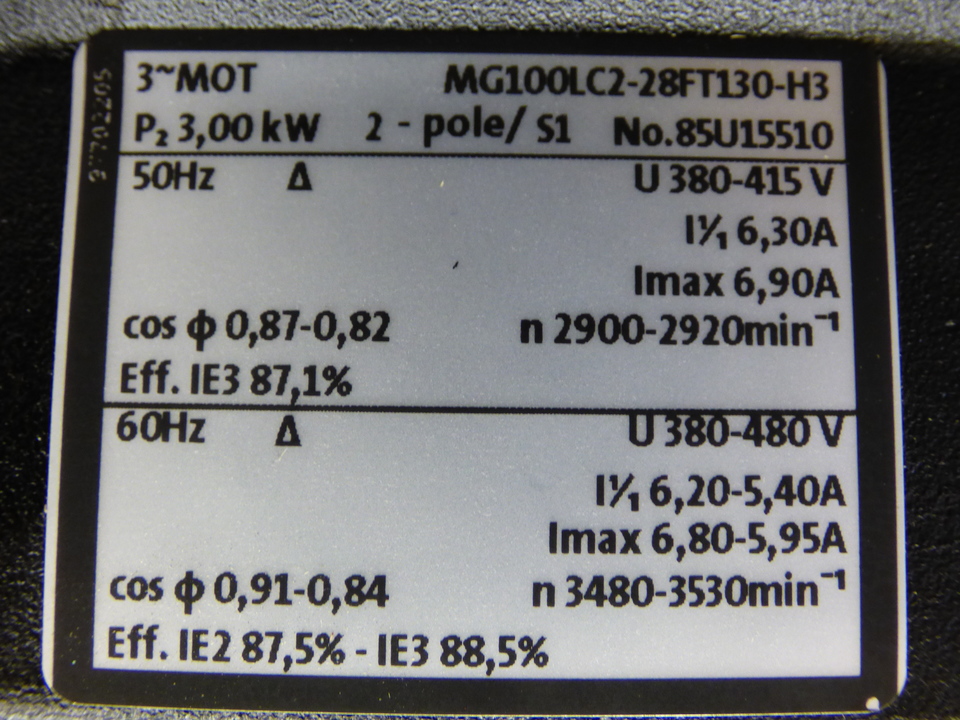 3~MOT MG100LC2-28FT130-H3
P₂ 3,00 kW 2 - pole/ S1 No.85U15510
50Hz Δ U 380-415 V
I1/1 6,30A
Imax 6,90A
cos ϕ 0,87-0,82 n 2900-2920min⁻¹
Eff. IE3 87,1%
60Hz Δ U 380-480 V
I1/1 6,20-5,40A
Imax 6,80-5,95A
cos ϕ 0,91-0,84 n 3480-3530min⁻¹
Eff. IE2 87,5% - IE3 88,5%